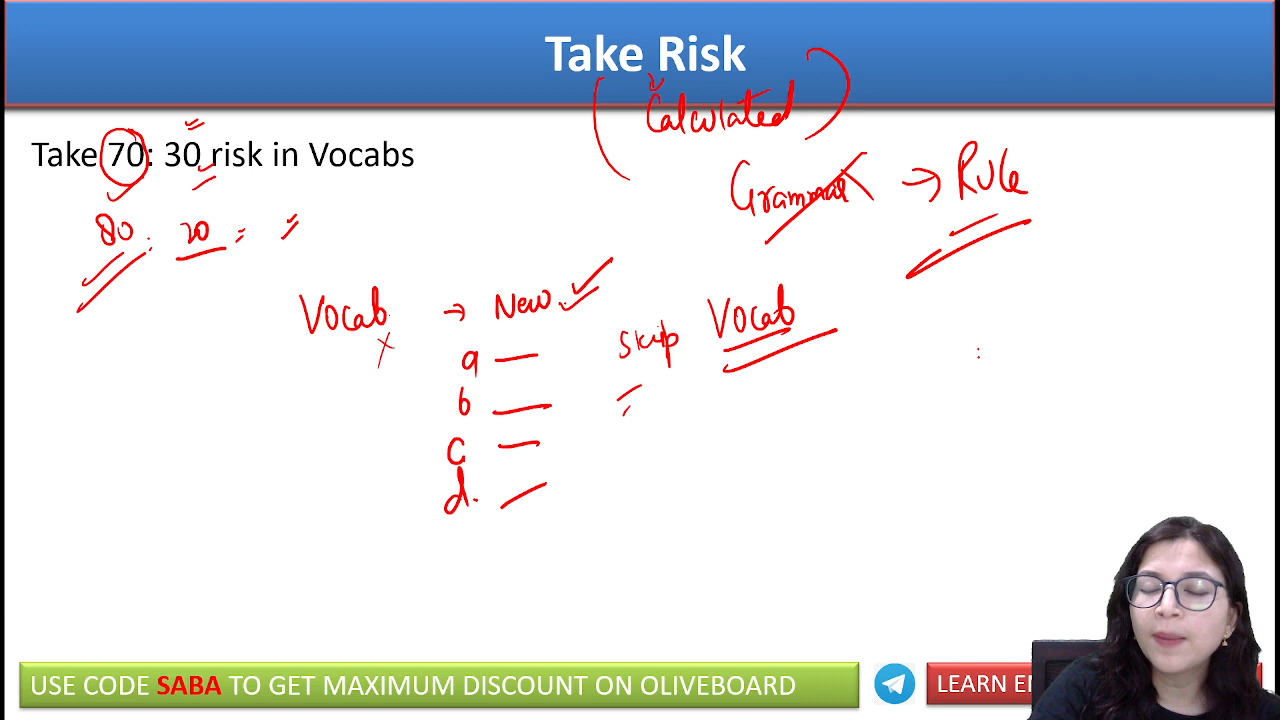 Take Risk
(Calculated)
Take 70: 30 risk in Vocabs
Grammar → Rule
80 : 20
Vocab → New
Skip Vocab
a
b
c
d.
USE CODE SABA TO GET MAXIMUM DISCOUNT ON OLIVEBOARD
LEARN EN